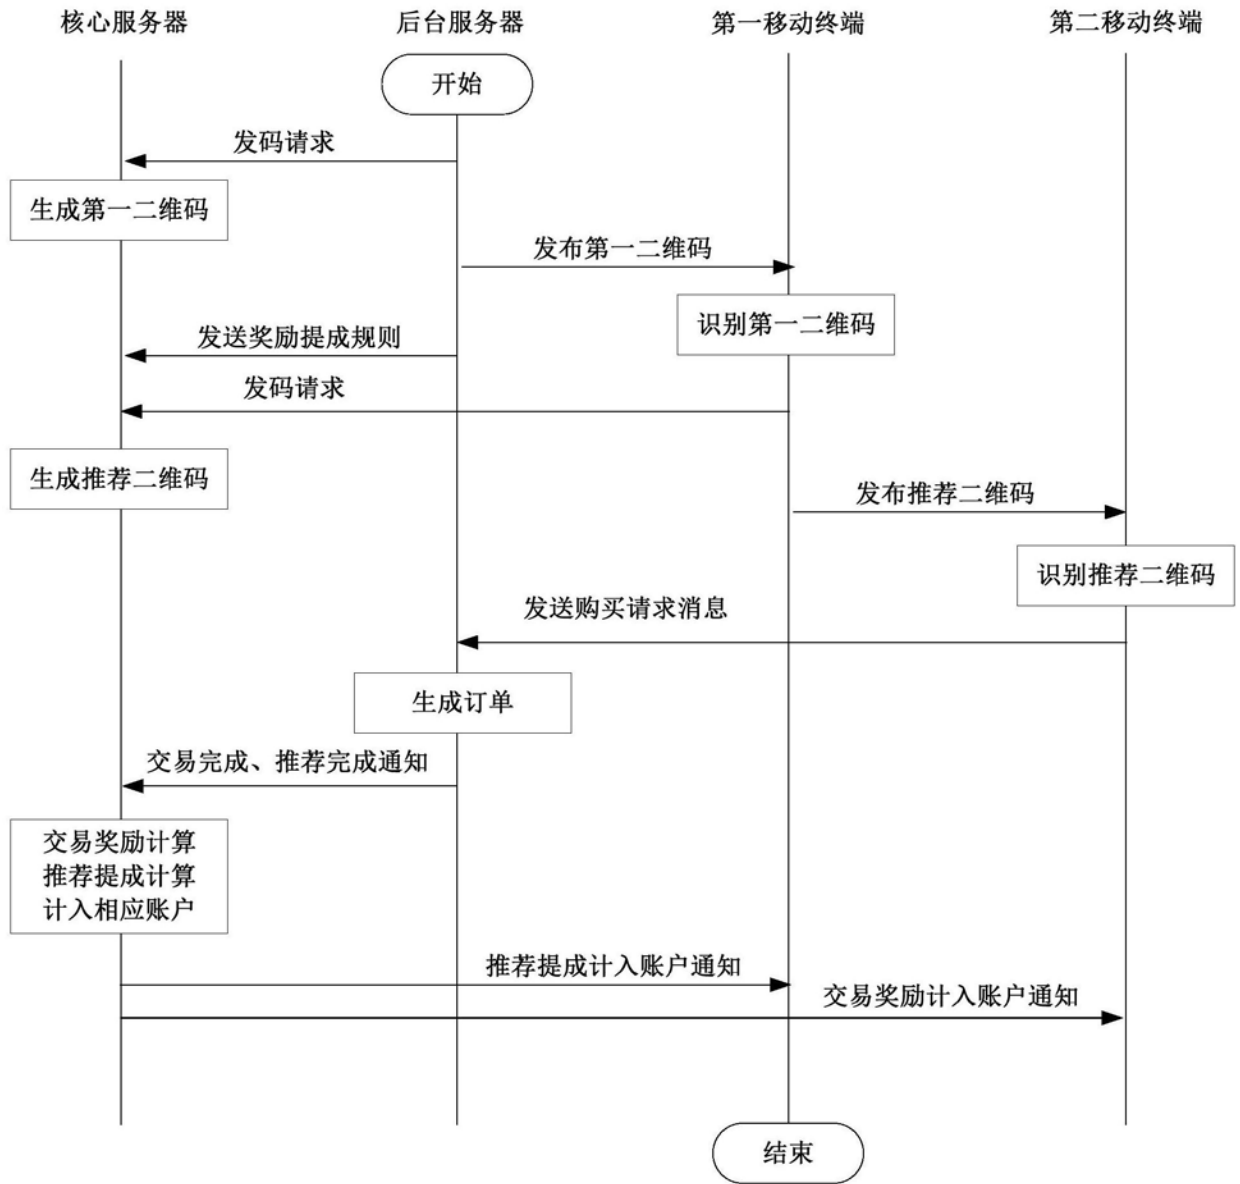 核心服务器
后台服务器
第一移动终端
第二移动终端
开始
发码请求
生成第一二维码
发布第一二维码
识别第一二维码
发送奖励提成规则
发码请求
生成推荐二维码
发布推荐二维码
识别推荐二维码
发送购买请求消息
生成订单
交易完成、推荐完成通知
交易奖励计算
推荐提成计算
计入相应账户
推荐提成计入账户通知
交易奖励计入账户通知
结束